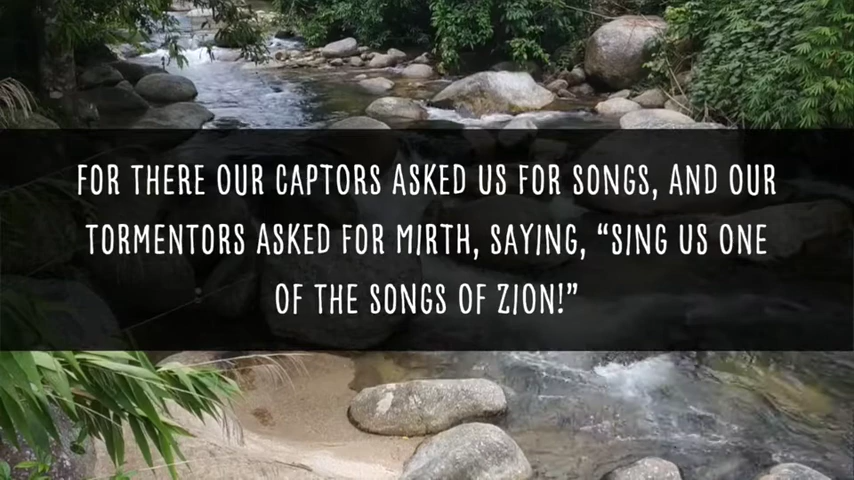 FOR THERE OUR CAPTORS ASKED US FOR SONGS, AND OUR
TORMENTORS ASKED FOR MIRTH, SAYING, “SING US ONE
OF THE SONGS OF ZION!”